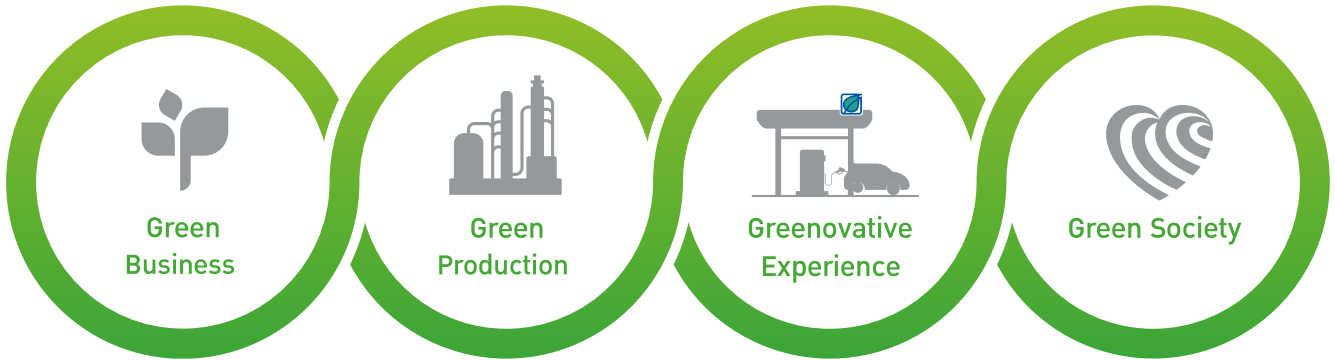 Green
Business
Green
Production
Greenovative
Experience
Green Society